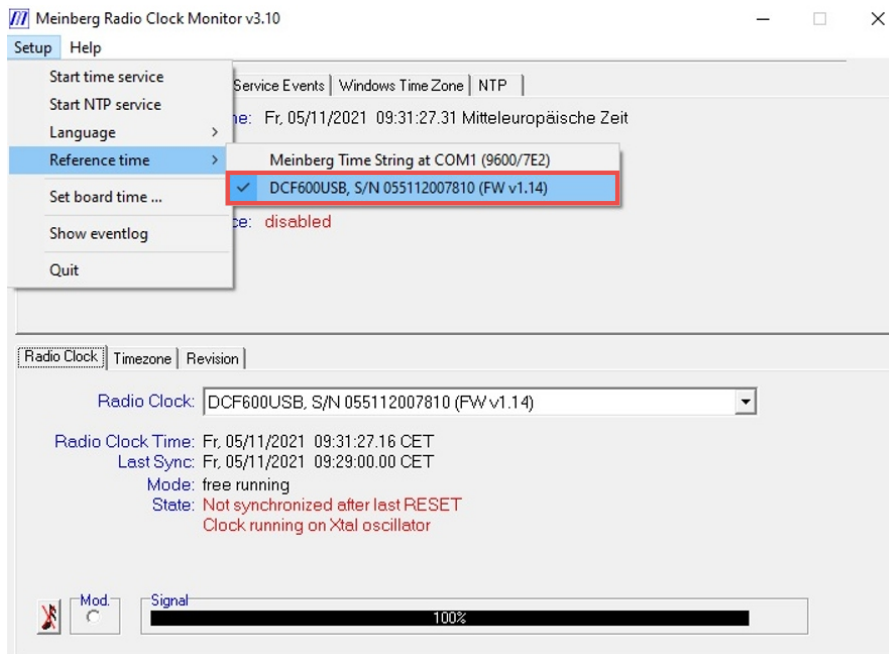 Meinberg Radio Clock Monitor v3.10
Setup Help
Start time service
Start NTP service
Language
Reference time
Set board time ...
Show eventlog
Quit
Service Events Windows Time Zone NTP
Fr, 05/11/2021 09:31:27.31 Mitteleuropäische Zeit
Meinberg Time String at COM1 (9600/7E2)
DCF600USB, S/N 055112007810 (FW v1.14)
disabled
Radio Clock Timezone Revision
Radio Clock: DCF600USB, S/N 055112007810 (FW v1.14)
Radio Clock Time: Fr, 05/11/2021 09:31:27.16 CET
Last Sync: Fr, 05/11/2021 09:29:00.00 CET
Mode: free running
State: Not synchronized after last RESET
Clock running on Xtal oscillator
Mod. Signal
100%